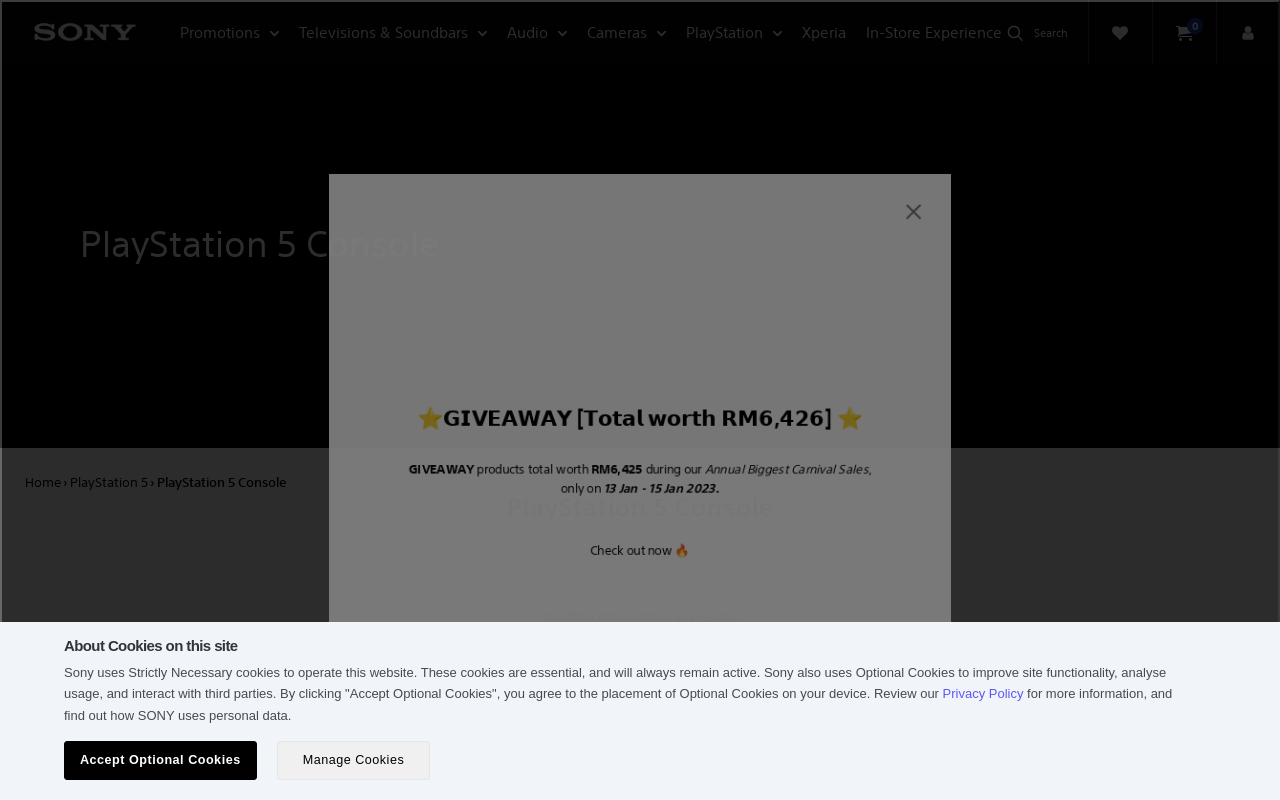 SONY
Promotions Televisions & Soundbars Audio Cameras PlayStation Xperia In-Store Experience Search 0
PlayStation 5 Console
⭐GIVEAWAY [Total worth RM6,426] ⭐
Home › PlayStation 5 › PlayStation 5 Console
GIVEAWAY products total worth RM6,425 during our Annual Biggest Carnival Sales,
only on 13 Jan - 15 Jan 2023.
PlayStation 5 Console
Check out now 🔥
About Cookies on this site
Sony uses Strictly Necessary cookies to operate this website. These cookies are essential, and will always remain active. Sony also uses Optional Cookies to improve site functionality, analyse
usage, and interact with third parties. By clicking "Accept Optional Cookies", you agree to the placement of Optional Cookies on your device. Review our Privacy Policy for more information, and
find out how SONY uses personal data.
Accept Optional Cookies Manage Cookies